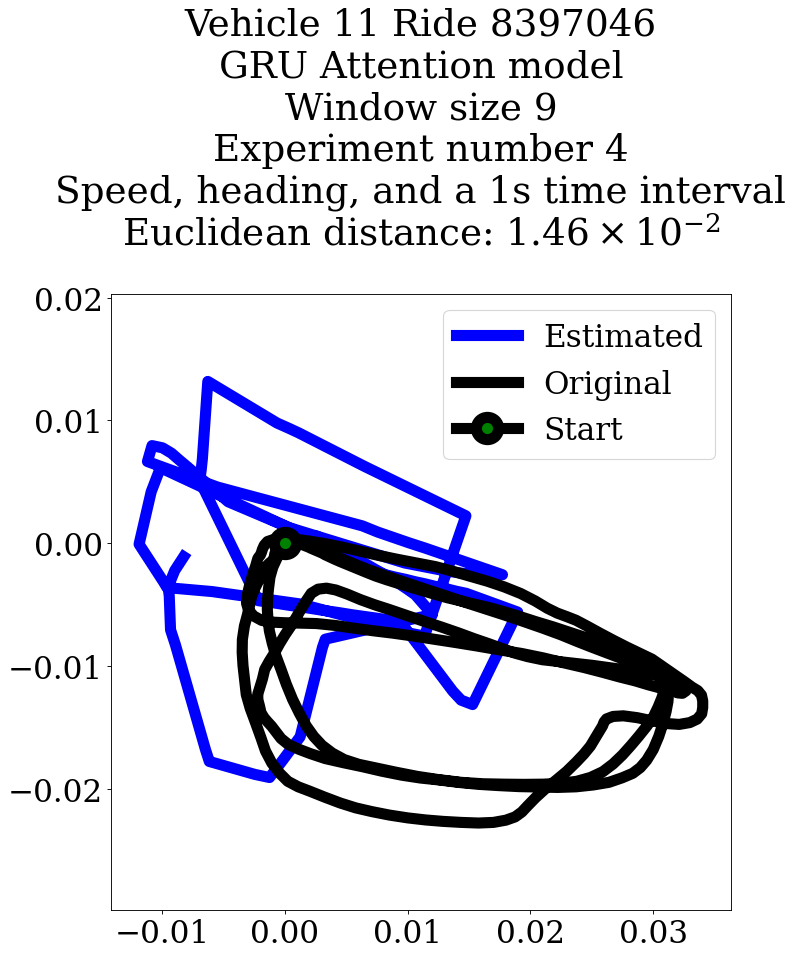 Vehicle 11 Ride 8397046
GRU Attention model
Window size 9
Experiment number 4
Speed, heading, and a 1s time interval
Euclidean distance: 1.46 × 10⁻²
0.02
0.01
0.00
−0.01
−0.02
Estimated
Original
Start
−0.01 0.00 0.01 0.02 0.03